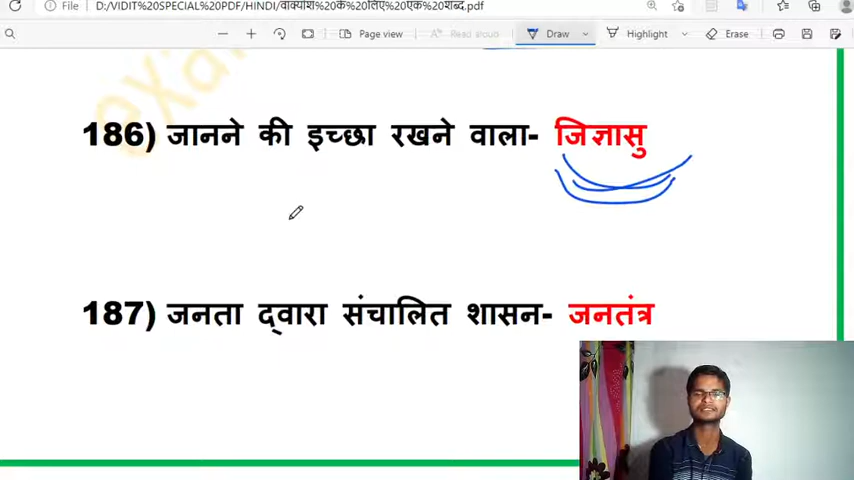 File D:/VIDIT%20SPECIAL%20PDF/HINDI/वाक्यांश%20के%20लिए%20एक%20शब्द.pdf
Page view Read aloud Draw Highlight Erase
exa
186) जानने की इच्छा रखने वाला- जिज्ञासु
187) जनता द्वारा संचालित शासन- जनतंत्र